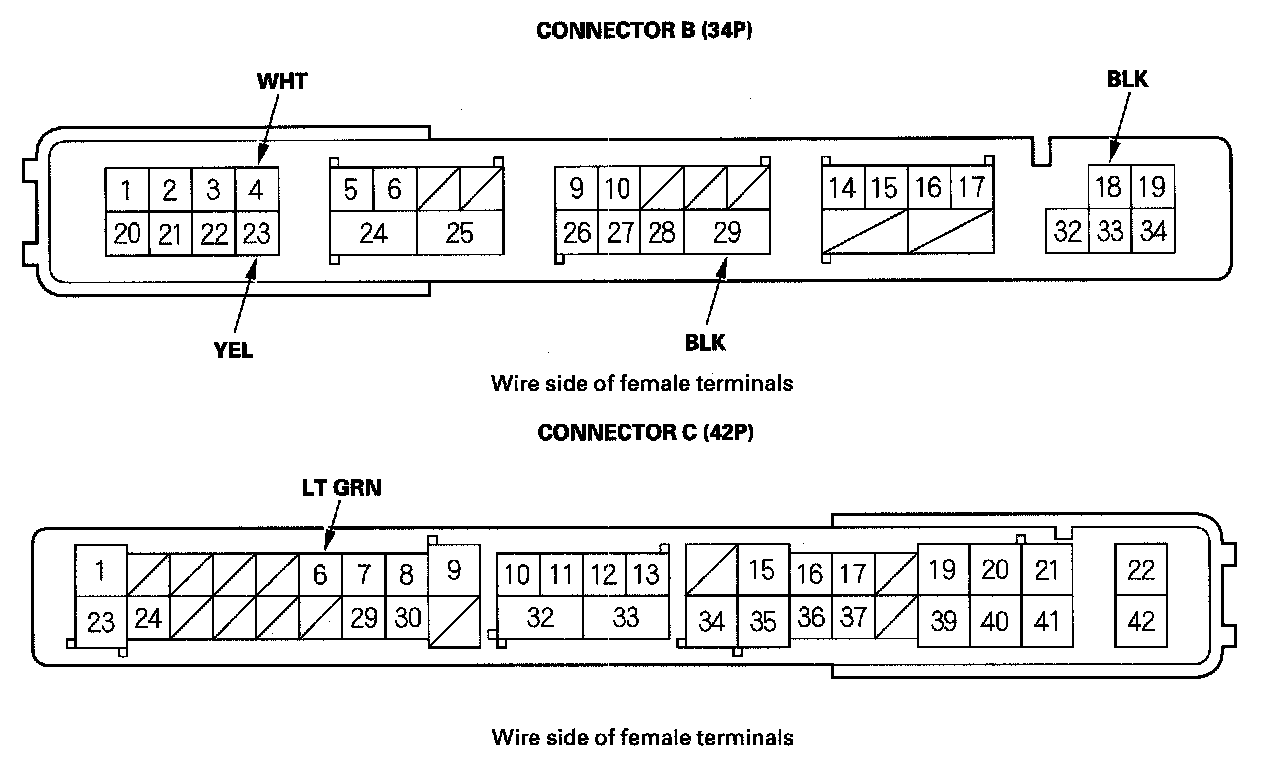 CONNECTOR B (34P)
WHT BLK
1 2 3 4 5 6 9 10 14 15 16 17 18 19
20 21 22 23 24 25 26 27 28 29 32 33 34
YEL BLK
Wire side of female terminals
CONNECTOR C (42P)
LT GRN
1 6 7 8 9 10 11 12 13 15 16 17 19 20 21 22
23 24 29 30 32 33 34 35 36 37 39 40 41 42
Wire side of female terminals